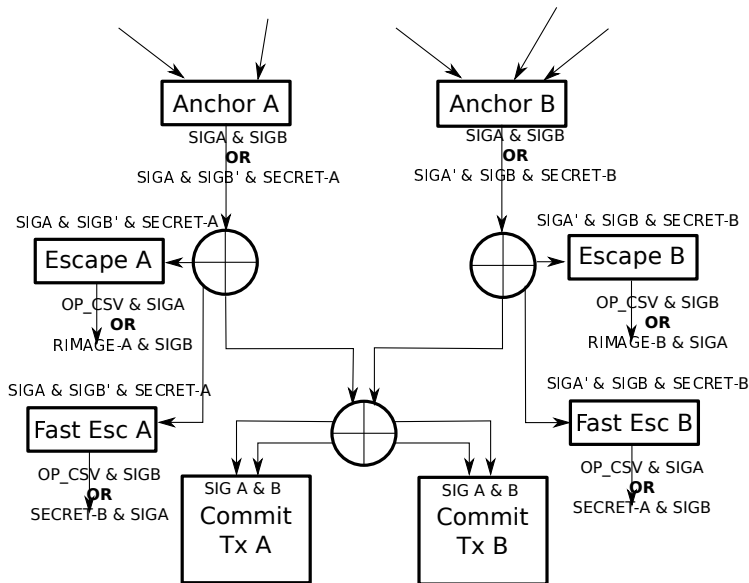 Anchor A
SIGA & SIGB
OR
SIGA & SIGB' & SECRET-A
Anchor B
SIGA & SIGB
OR
SIGA' & SIGB & SECRET-B
SIGA & SIGB' & SECRET-A
Escape A
OP_CSV & SIGA
OR
RIMAGE-A & SIGB
SIGA' & SIGB & SECRET-B
Escape B
OP_CSV & SIGB
OR
RIMAGE-B & SIGA
SIGA & SIGB' & SECRET-A
Fast Esc A
OP_CSV & SIGB
OR
SECRET-B & SIGA
SIGA' & SIGB & SECRET-B
Fast Esc B
OP_CSV & SIGA
OR
SECRET-A & SIGB
SIG A & B
Commit
Tx A
SIG A & B
Commit
Tx B